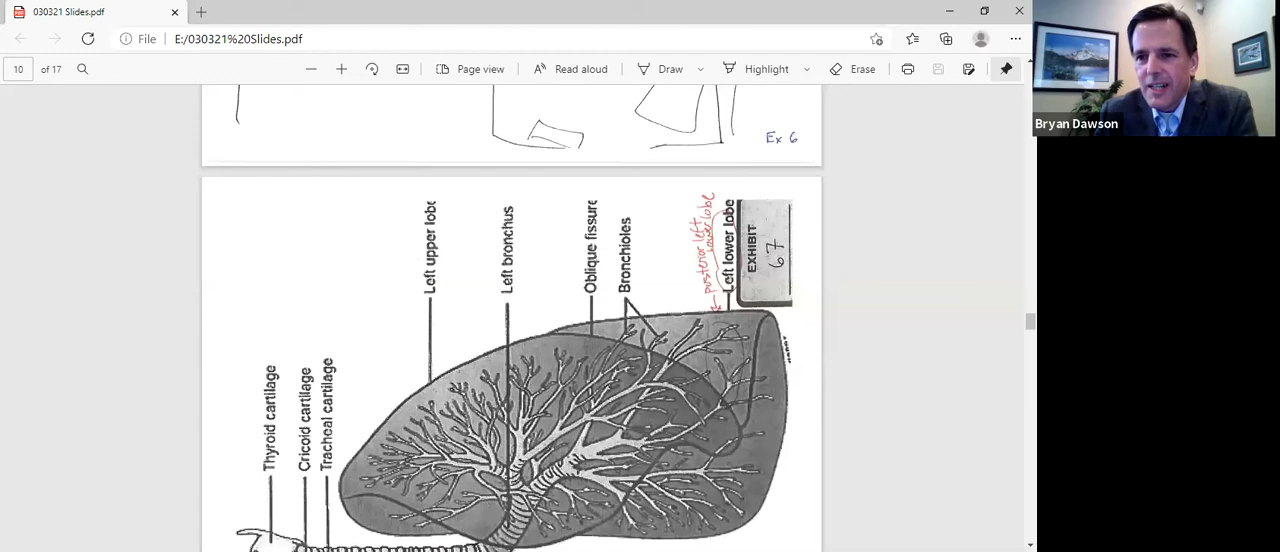 030321 Slides.pdf
File
E:/030321%20Slides.pdf
10
of 17
Page view
Read aloud
Draw
Highlight
Erase
Bryan Dawson
Ex 6
Left upper lobe
Left bronchus
Oblique fissure
Bronchioles
posterior left
lower lobe
Left lower lobe
EXHIBIT
67
Thyroid cartilage
Cricoid cartilage
Tracheal cartilage